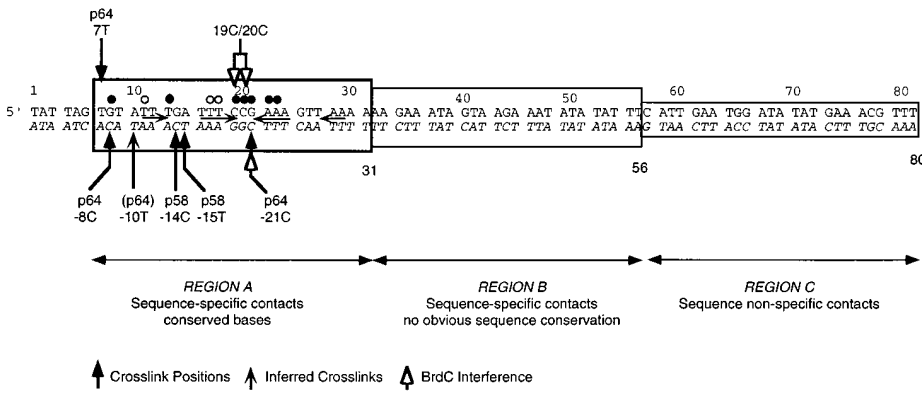 p64
7T
19C/20C
1 10 20 30 40 50 60 70 80
5' TAT TAG TGT ATT TGA TTT CCG AAA GTT AAA AAA GAA ATA GTA AGA AAT ATA TAT TTC ATT GAA TGG ATA TAT GAA ACG TTT
ATA ATC ACA TAA ACT AAA GGC TTT CAA TTT TTT CTT TAT CAT TCT TTA TAT ATA AAG TAA CTT ACC TAT ATA CTT TGC AAA
31 56 80
p64 (p64) p58 p58 p64
-8C -10T -14C -15T -21C
REGION A REGION B REGION C
Sequence-specific contacts Sequence-specific contacts Sequence non-specific contacts
conserved bases no obvious sequence conservation
Crosslink Positions Inferred Crosslinks BrdC Interference